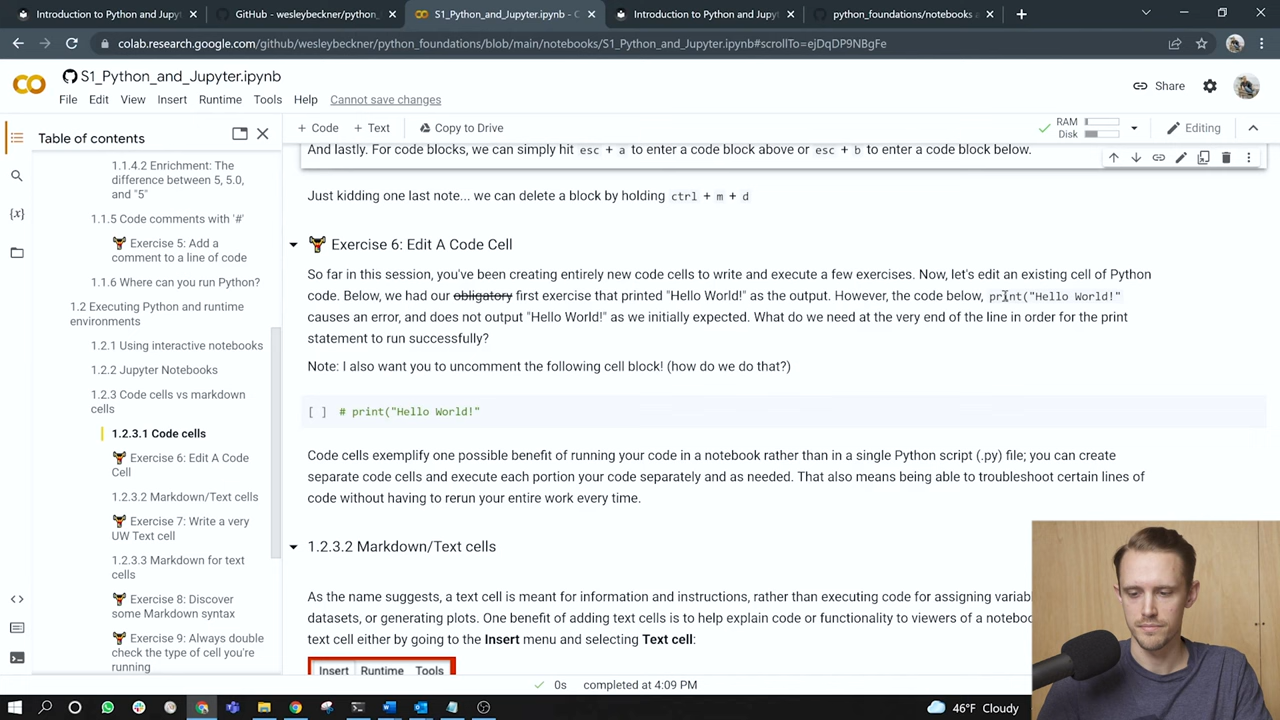 Introduction to Python and Jupyter
GitHub - wesleybeckner/python_
S1_Python_and_Jupyter.ipynb - C
Introduction to Python and Jupyter
python_foundations/notebooks a
colab.research.google.com/github/wesleybeckner/python_foundations/blob/main/notebooks/S1_Python_and_Jupyter.ipynb#scrollTo=ejDqDP9NBgFe
S1_Python_and_Jupyter.ipynb
File Edit View Insert Runtime Tools Help Cannot save changes
Share
+ Code + Text Copy to Drive
RAM
Disk
Editing
Table of contents
1.1.4.2 Enrichment: The
difference between 5, 5.0,
and "5"
1.1.5 Code comments with '#'
Exercise 5: Add a
comment to a line of code
1.1.6 Where can you run Python?
1.2 Executing Python and runtime
environments
1.2.1 Using interactive notebooks
1.2.2 Jupyter Notebooks
1.2.3 Code cells vs markdown
cells
1.2.3.1 Code cells
Exercise 6: Edit A Code
Cell
1.2.3.2 Markdown/Text cells
Exercise 7: Write a very
UW Text cell
1.2.3.3 Markdown for text
cells
Exercise 8: Discover
some Markdown syntax
Exercise 9: Always double
check the type of cell you're
running
And lastly. For code blocks, we can simply hit esc + a to enter a code block above or esc + b to enter a code block below.
Just kidding one last note... we can delete a block by holding ctrl + m + d
Exercise 6: Edit A Code Cell
So far in this session, you've been creating entirely new code cells to write and execute a few exercises. Now, let's edit an existing cell of Python
code. Below, we had our obligatory first exercise that printed "Hello World!" as the output. However, the code below, print("Hello World!"
causes an error, and does not output "Hello World!" as we initially expected. What do we need at the very end of the line in order for the print
statement to run successfully?
Note: I also want you to uncomment the following cell block! (how do we do that?)
[ ] # print("Hello World!"
Code cells exemplify one possible benefit of running your code in a notebook rather than in a single Python script (.py) file; you can create
separate code cells and execute each portion your code separately and as needed. That also means being able to troubleshoot certain lines of
code without having to rerun your entire work every time.
1.2.3.2 Markdown/Text cells
As the name suggests, a text cell is meant for information and instructions, rather than executing code for assigning
datasets, or generating plots. One benefit of adding text cells is to help explain code or functionality to viewers of a
text cell either by going to the Insert menu and selecting Text cell:
Insert Runtime Tools
0s completed at 4:09 PM
46°F Cloudy